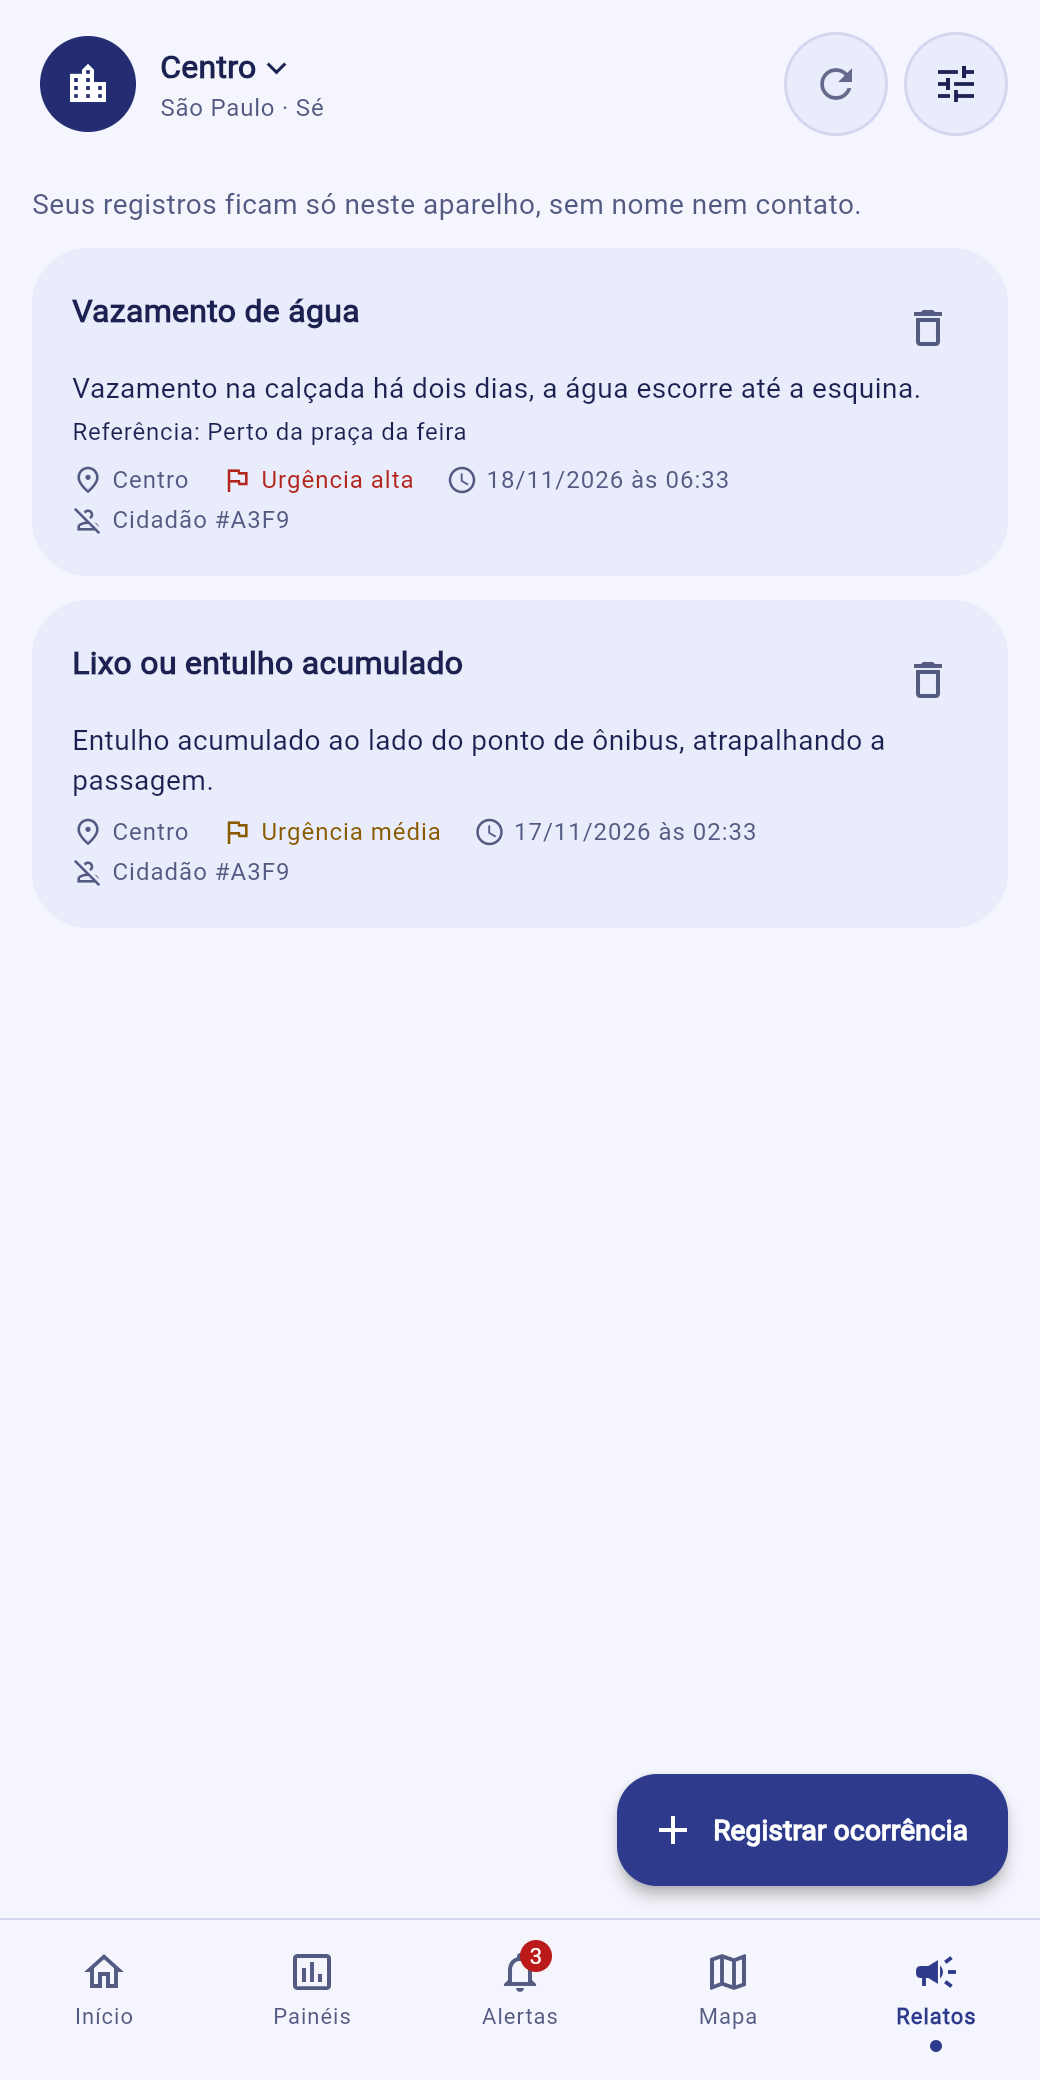 Centro
São Paulo · Sé
Seus registros ficam só neste aparelho, sem nome nem contato.
Vazamento de água
Vazamento na calçada há dois dias, a água escorre até a esquina.
Referência: Perto da praça da feira
Centro Urgência alta 18/11/2026 às 06:33
Cidadão #A3F9
Lixo ou entulho acumulado
Entulho acumulado ao lado do ponto de ônibus, atrapalhando a
passagem.
Centro Urgência média 17/11/2026 às 02:33
Cidadão #A3F9
Registrar ocorrência
3
Início Painéis Alertas Mapa Relatos